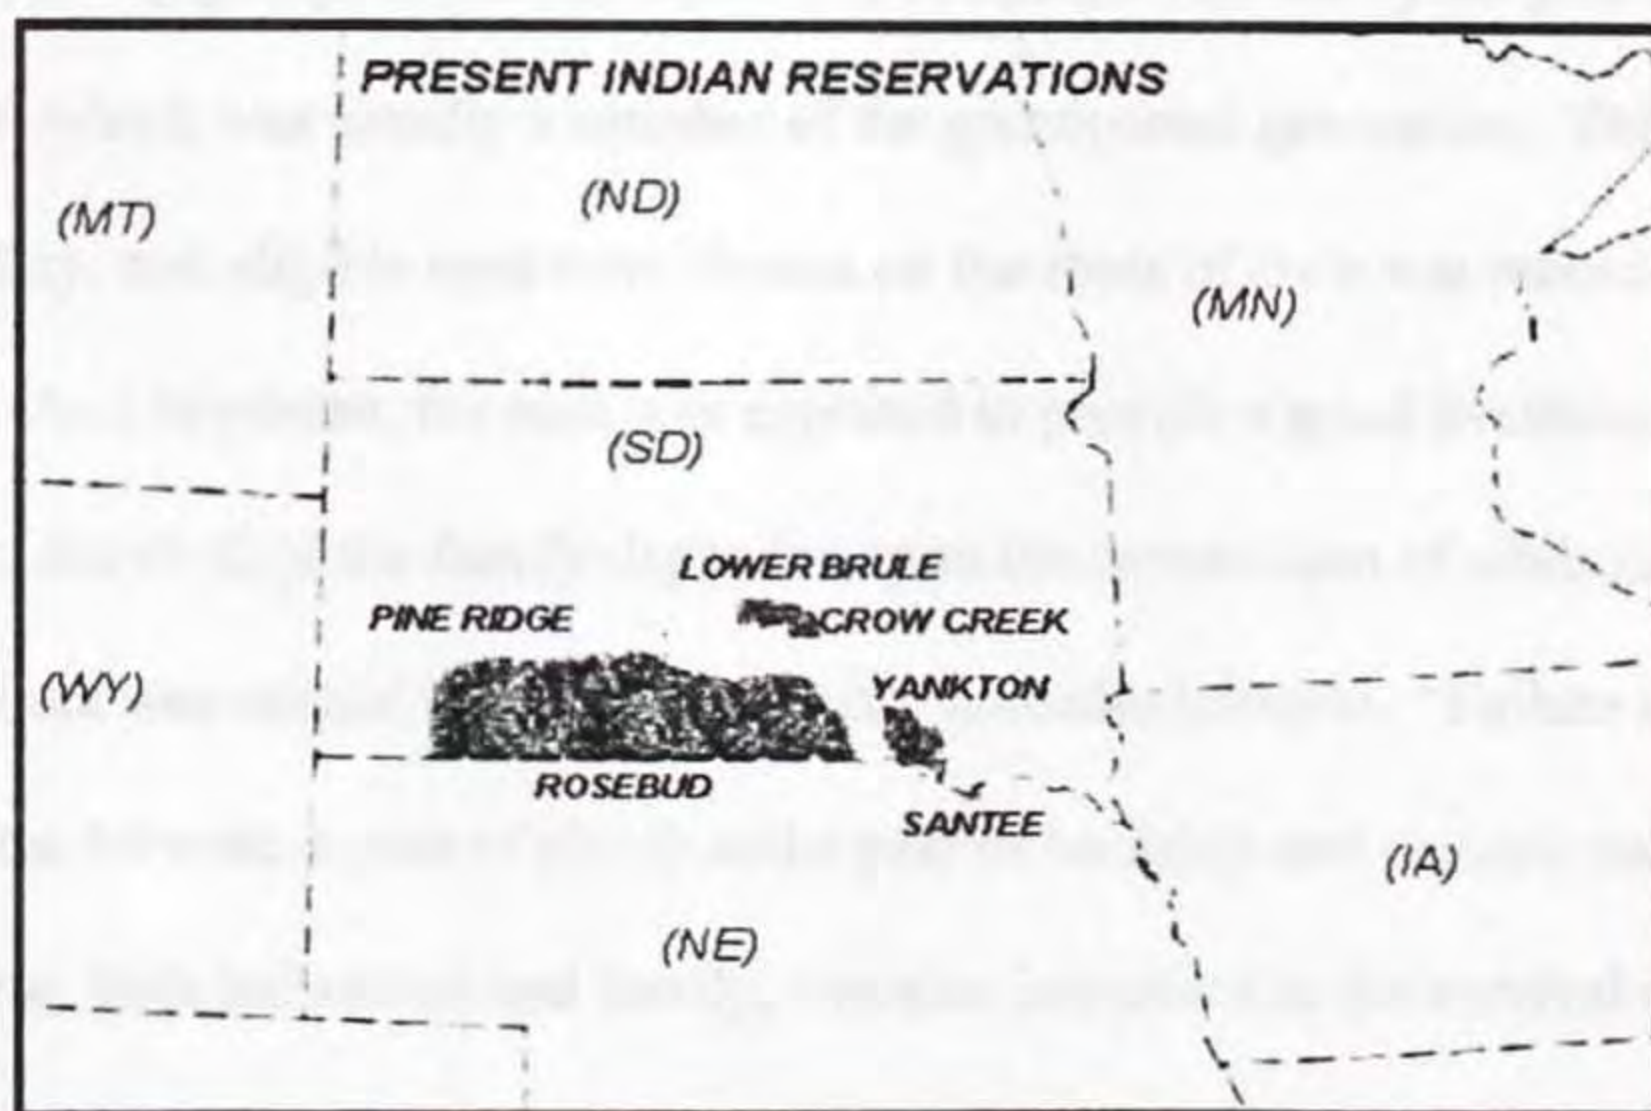 PRESENT INDIAN RESERVATIONS
(ND)
(MT)
(MN)
(SD)
LOWER BRULE
PINE RIDGE
CROW CREEK
(WY)
YANKTON
ROSEBUD
SANTEE
(IA)
(NE)